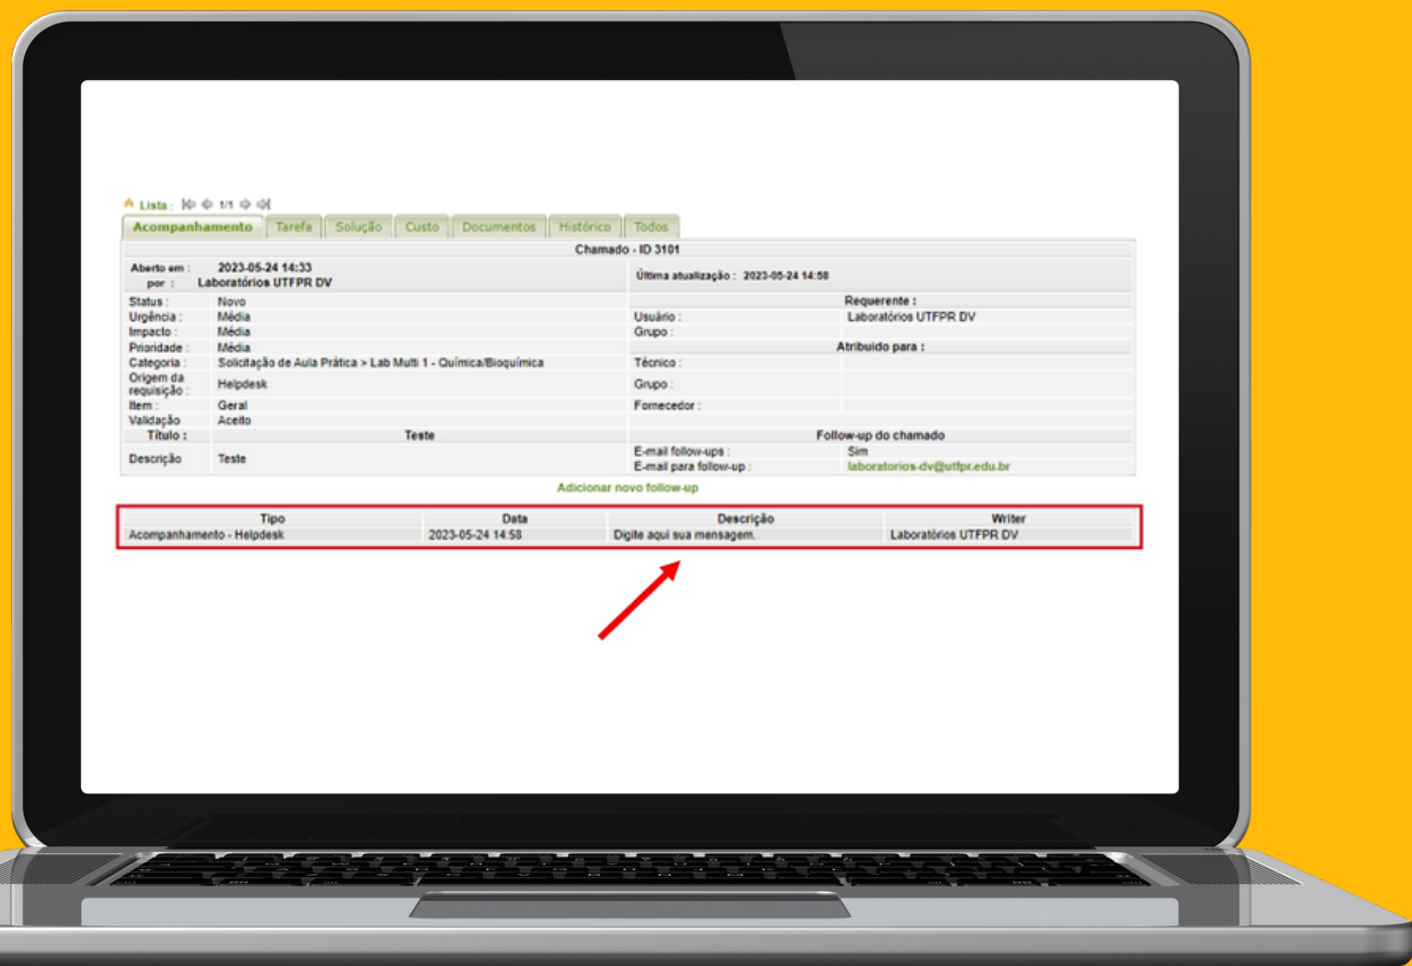 Lista : 1/1
Acompanhamento Tarefa Solução Custo Documentos Histórico Todos
Chamado - ID 3101
Aberto em : 2023-05-24 14:33
por : Laboratórios UTFPR DV
Última atualização : 2023-05-24 14:58
Status : Novo
Requerente :
Urgência : Média
Usuário : Laboratórios UTFPR DV
Impacto : Média
Grupo :
Prioridade : Média
Atribuido para :
Categoria : Solicitação de Aula Prática > Lab Multi 1 - Química/Bioquímica
Técnico :
Origem da
requisição : Helpdesk
Grupo :
Item : Geral
Fornecedor :
Validação Aceito
Título : Teste
Follow-up do chamado
Descrição Teste
E-mail follow-ups : Sim
E-mail para follow-up : laboratorios-dv@utfpr.edu.br
Adicionar novo follow-up
Tipo Data Descrição Writer
Acompanhamento - Helpdesk 2023-05-24 14:58 Digite aqui sua mensagem. Laboratórios UTFPR DV